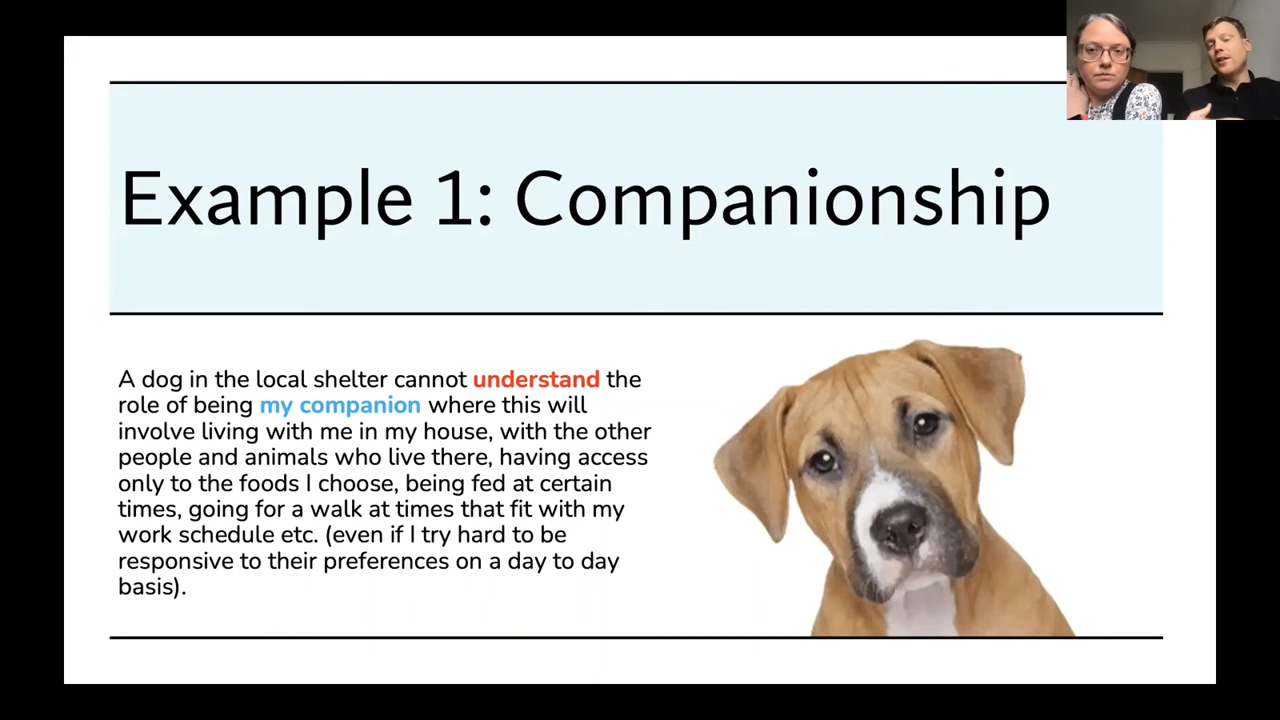 Example 1: Companionship
A dog in the local shelter cannot understand the
role of being my companion where this will
involve living with me in my house, with the other
people and animals who live there, having access
only to the foods I choose, being fed at certain
times, going for a walk at times that fit with my
work schedule etc. (even if I try hard to be
responsive to their preferences on a day to day
basis).